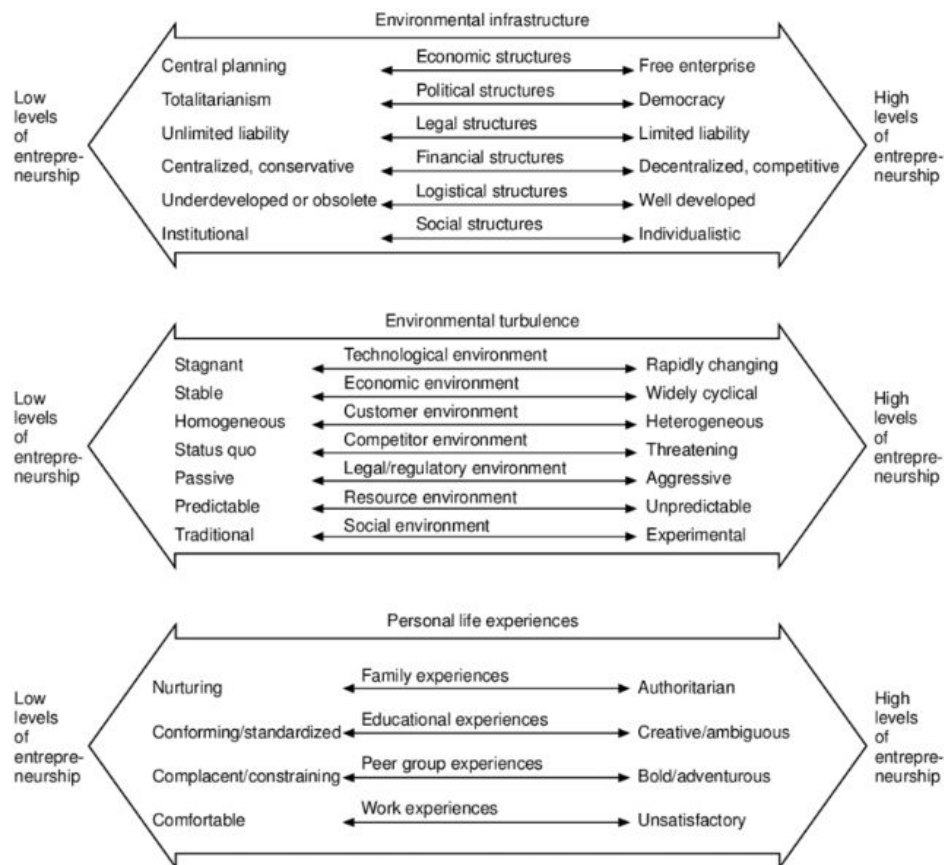 Environmental infrastructure
Low
levels
of
entrepre-
neurship
Central planning Economic structures Free enterprise
Totalitarianism Political structures Democracy
Unlimited liability Legal structures Limited liability
Centralized, conservative Financial structures Decentralized, competitive
Underdeveloped or obsolete Logistical structures Well developed
Institutional Social structures Individualistic
High
levels
of
entrepre-
neurship
Environmental turbulence
Low
levels
of
entrepre-
neurship
Stagnant Technological environment Rapidly changing
Stable Economic environment Widely cyclical
Homogeneous Customer environment Heterogeneous
Status quo Competitor environment Threatening
Passive Legal/regulatory environment Aggressive
Predictable Resource environment Unpredictable
Traditional Social environment Experimental
High
levels
of
entrepre-
neurship
Personal life experiences
Low
levels
of
entrepre-
neurship
Nurturing Family experiences Authoritarian
Conforming/standardized Educational experiences Creative/ambiguous
Complacent/constraining Peer group experiences Bold/adventurous
Comfortable Work experiences Unsatisfactory
High
levels
of
entrepre-
neurship